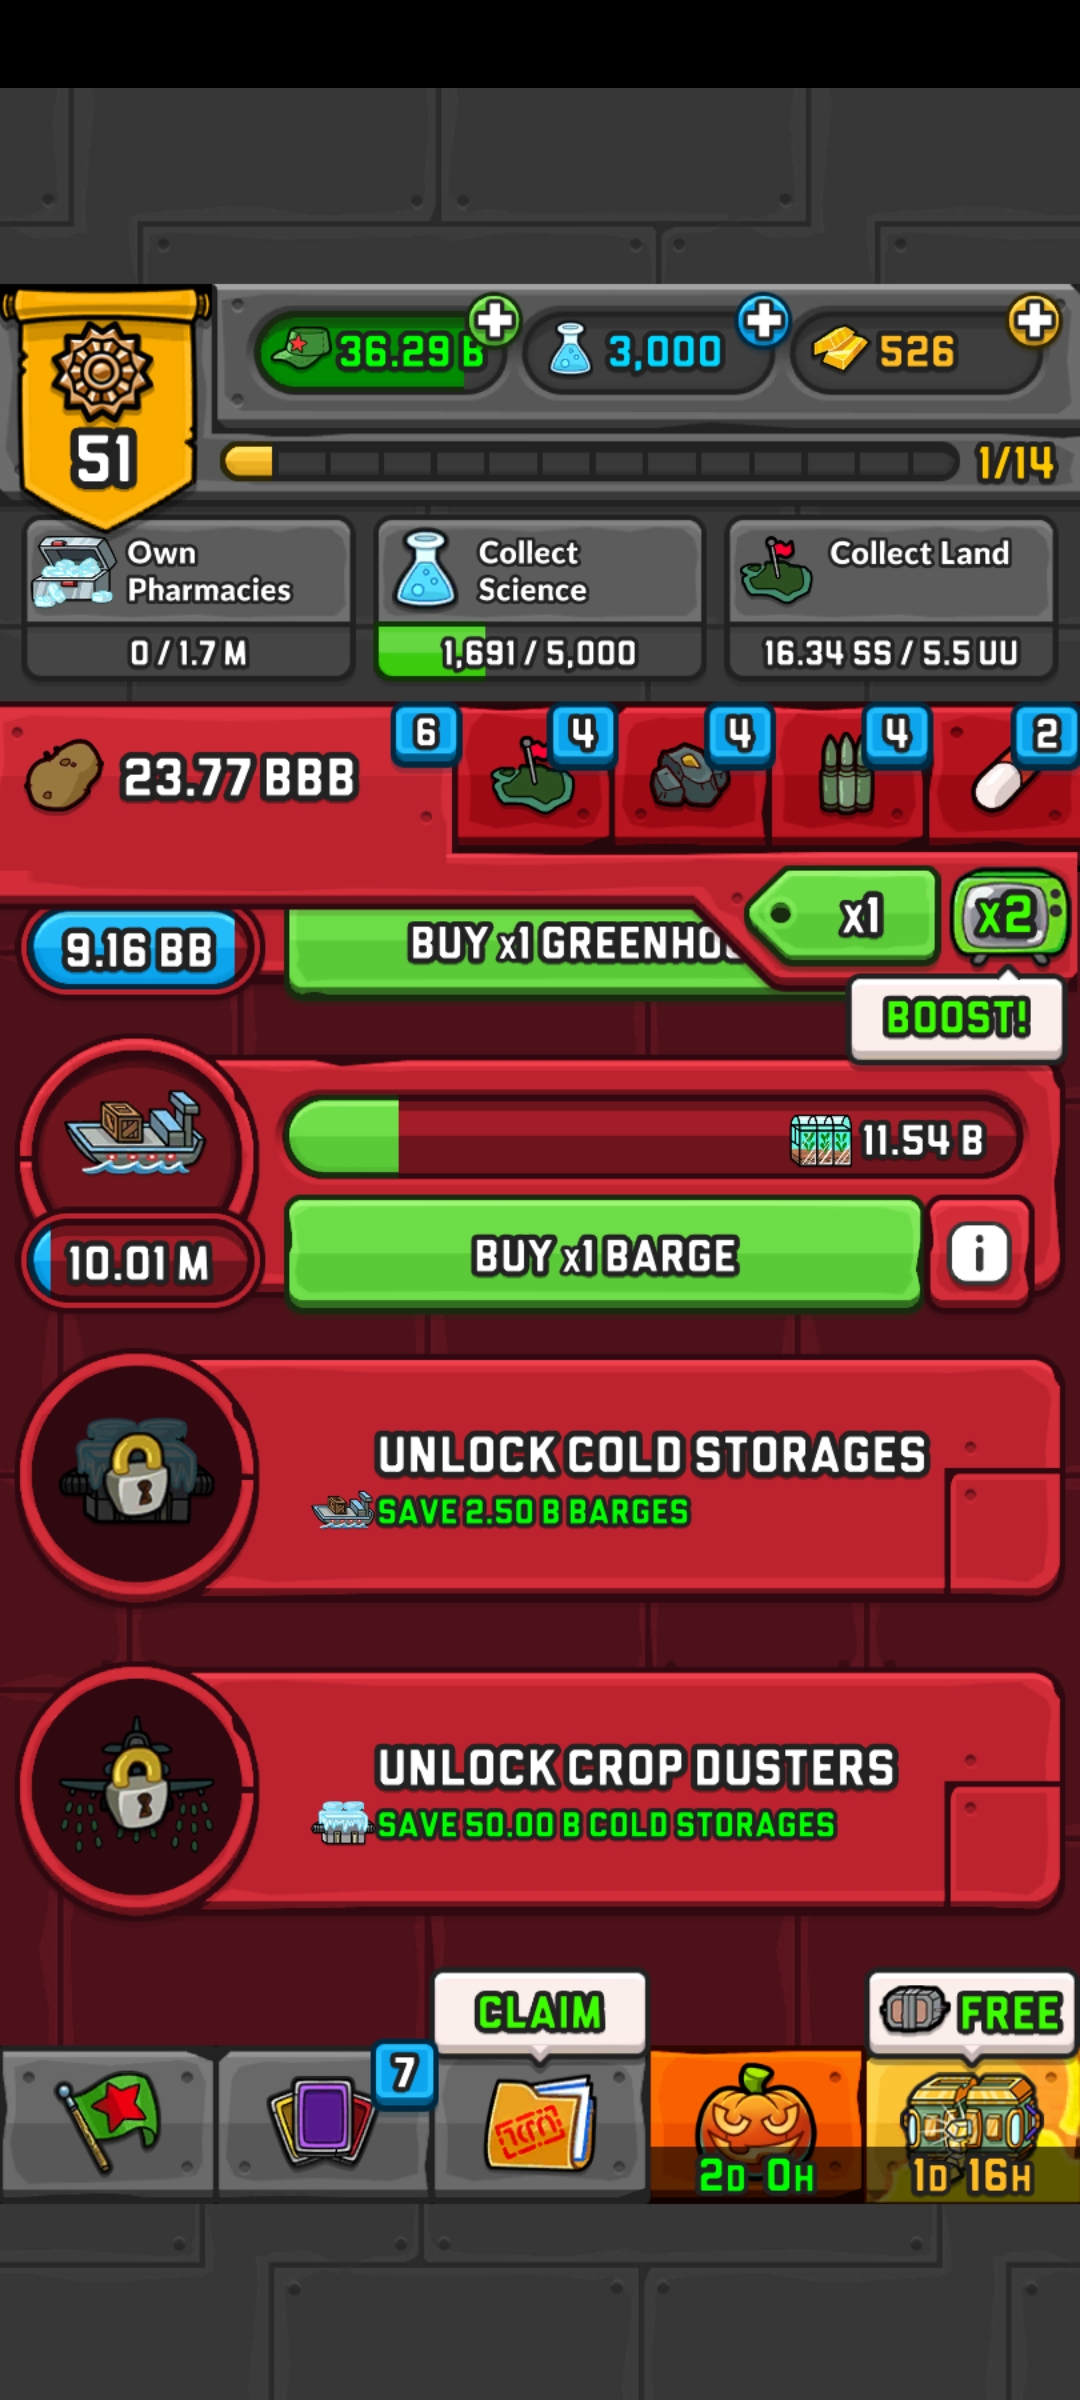 36.29 B
3,000
526
51
1/14
Own
Pharmacies
0 / 1.7 M
Collect
Science
1,691 / 5,000
Collect Land
16.34 SS / 5.5 UU
23.77 BBB
6
4
4
4
2
x1
x2
BOOST!
9.16 BB
BUY x1 GREENHO
11.54 B
10.01 M
BUY x1 BARGE
i
UNLOCK COLD STORAGES
SAVE 2.50 B BARGES
UNLOCK CROP DUSTERS
SAVE 50.00 B COLD STORAGES
CLAIM
FREE
7
2D 0H
1D 16H